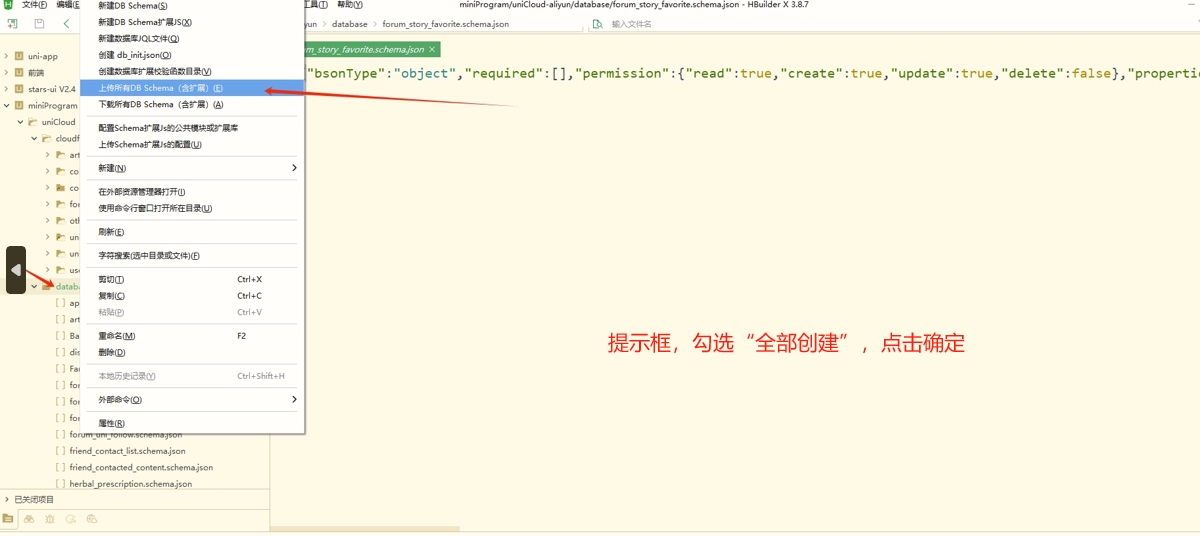 文件(F) 编辑(E
工具(T) 帮助(Y)
miniProgram/uniCloud-aliyun/database/forum_story_favorite.schema.json - HBuilder X 3.8.7
yun > database > forum_story_favorite.schema.json
输入文件名
m_story_favorite.schema.json
"bsonType":"object","required":[],"permission":{"read":true,"create":true,"update":true,"delete":false},"properti
新建DB Schema(S)
新建DB Schema扩展JS(X)
新建数据库JQL文件(Q)
创建 db_init.json(O)
创建数据库扩展校验函数目录(V)
上传所有DB Schema（含扩展）(E)
下载所有DB Schema（含扩展）(A)
配置Schema扩展Js的公共模块或扩展库
上传Schema扩展Js的配置(U)
新建(N)
在外部资源管理器打开(I)
使用命令行窗口打开所在目录(U)
刷新(E)
字符搜索(选中目录或文件)(F)
剪切(T) Ctrl+X
复制(C) Ctrl+C
粘贴(P) Ctrl+V
重命名(M) F2
删除(D)
本地历史记录(Y) Ctrl+Shift+H
外部命令(O)
属性(R)
uni-app
前端
stars-ui V2.4
miniProgram
uniCloud
cloudf
art
co
co
for
oth
uni
uni
use
databa
ap
art
Ba
dis
Far
for
for
for
forum_uni_follow.schema.json
friend_contact_list.schema.json
friend_contacted_content.schema.json
herbal_prescription.schema.json
已关闭项目
提示框，勾选“全部创建”，点击确定